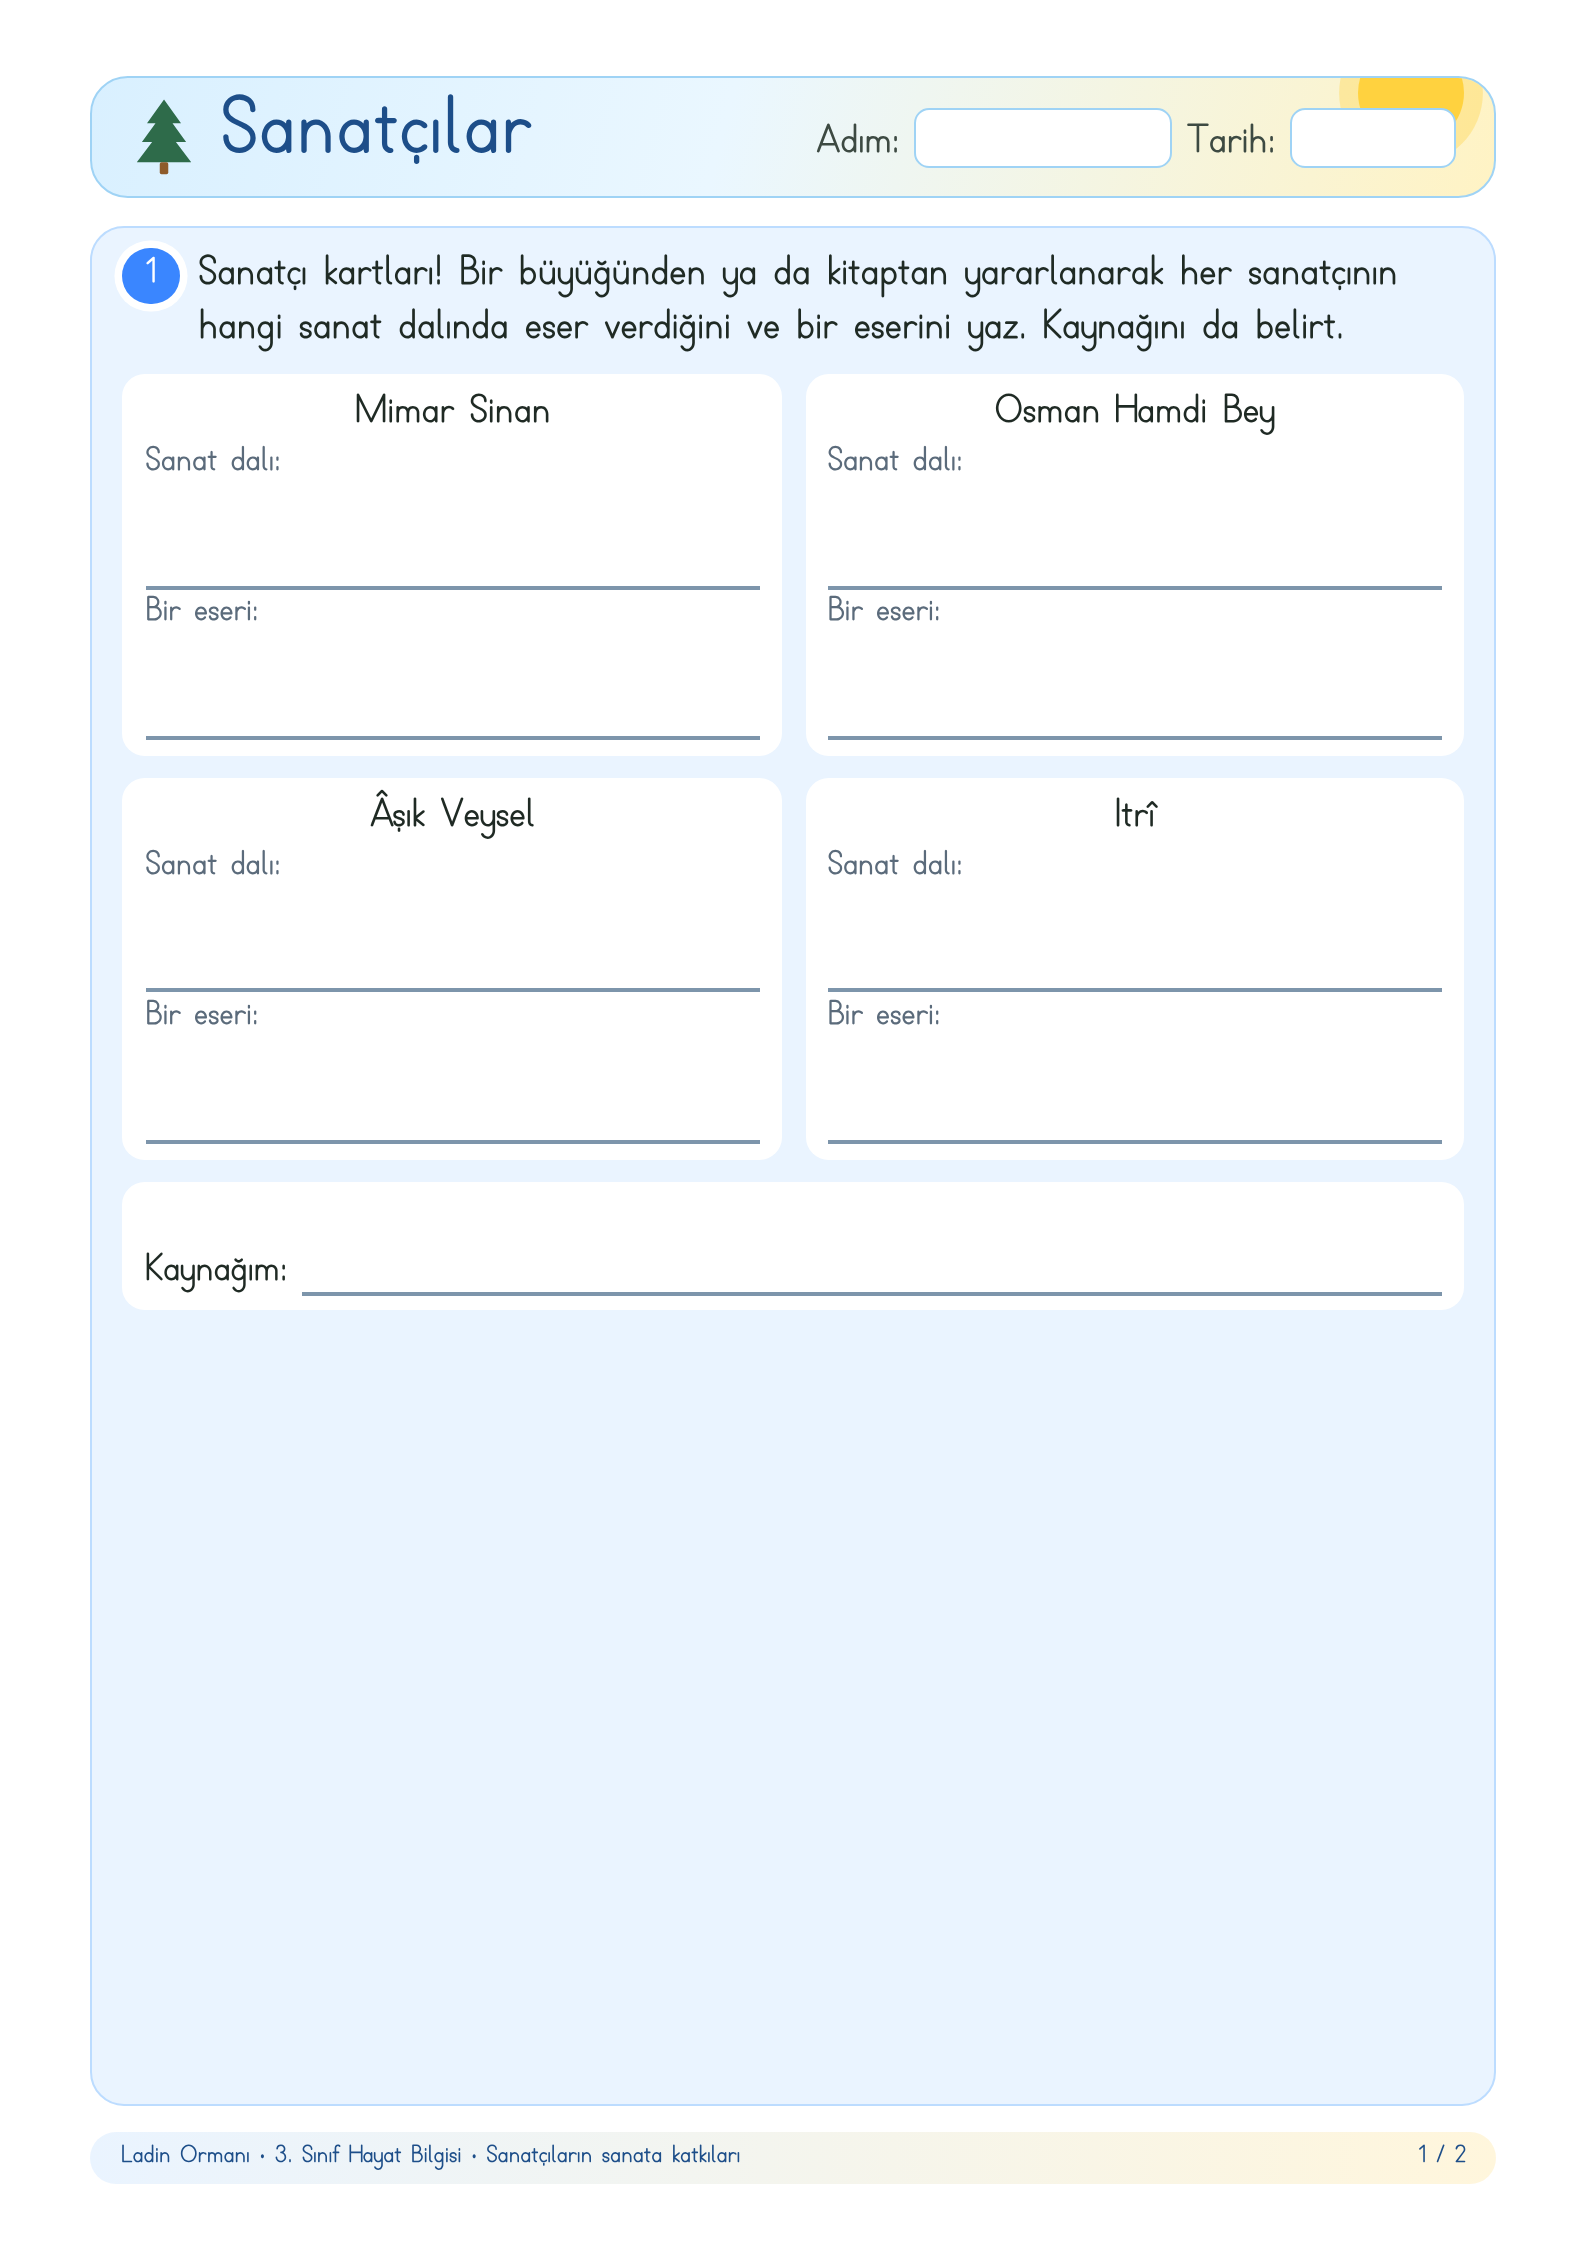 Sanatçılar
Adım:
Tarih:
1
Sanatçı kartları! Bir büyüğünden ya da kitaptan yararlanarak her sanatçının
hangi sanat dalında eser verdiğini ve bir eserini yaz. Kaynağını da belirt.
Mimar Sinan
Sanat dalı:
Bir eseri:
Osman Hamdi Bey
Sanat dalı:
Bir eseri:
Âşık Veysel
Sanat dalı:
Bir eseri:
Itrî
Sanat dalı:
Bir eseri:
Kaynağım:
Ladin Ormanı • 3. Sınıf Hayat Bilgisi • Sanatçıların sanata katkıları
1 / 2